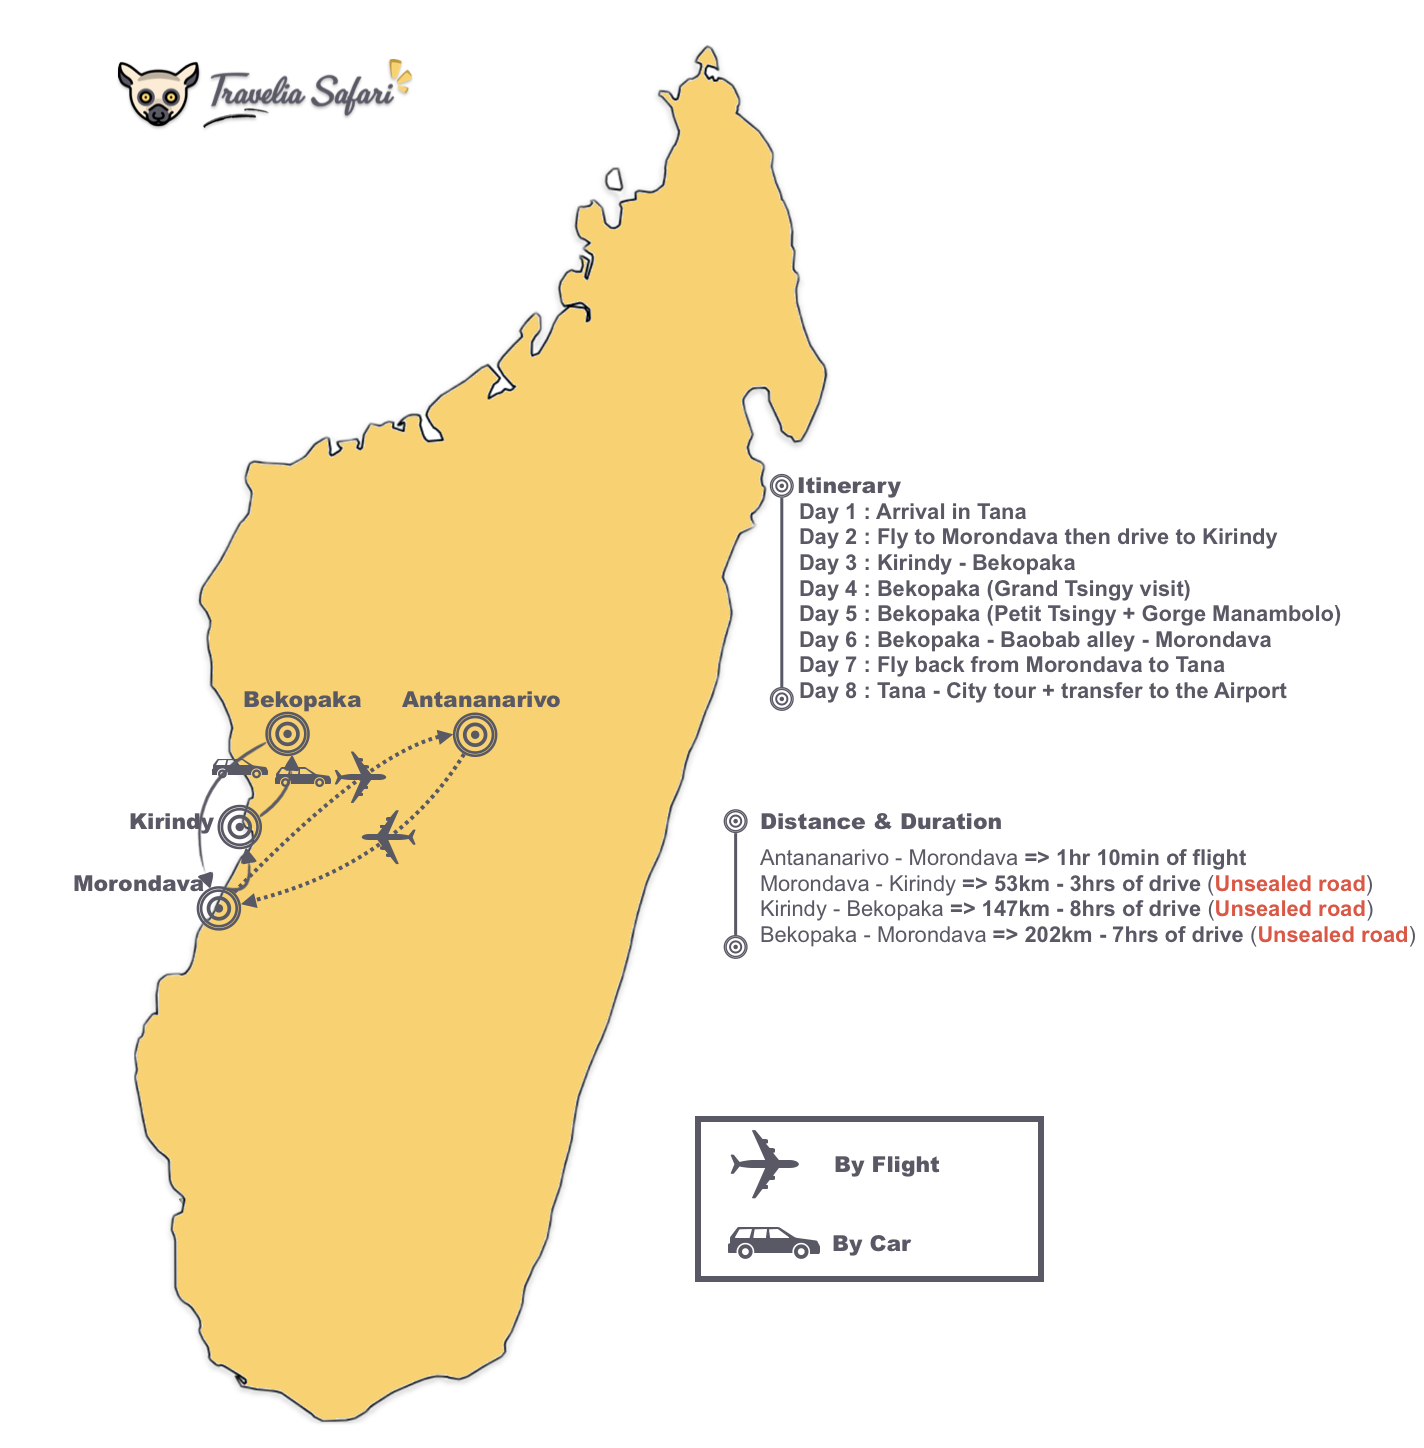 Travelia Safari
Itinerary
Day 1 : Arrival in Tana
Day 2 : Fly to Morondava then drive to Kirindy
Day 3 : Kirindy - Bekopaka
Day 4 : Bekopaka (Grand Tsingy visit)
Day 5 : Bekopaka (Petit Tsingy + Gorge Manambolo)
Day 6 : Bekopaka - Baobab alley - Morondava
Day 7 : Fly back from Morondava to Tana
Day 8 : Tana - City tour + transfer to the Airport
Bekopaka
Antananarivo
Kirindy
Morondava
Distance & Duration
Antananarivo - Morondava => 1hr 10min of flight
Morondava - Kirindy => 53km - 3hrs of drive (Unsealed road)
Kirindy - Bekopaka => 147km - 8hrs of drive (Unsealed road)
Bekopaka - Morondava => 202km - 7hrs of drive (Unsealed road)
By Flight
By Car